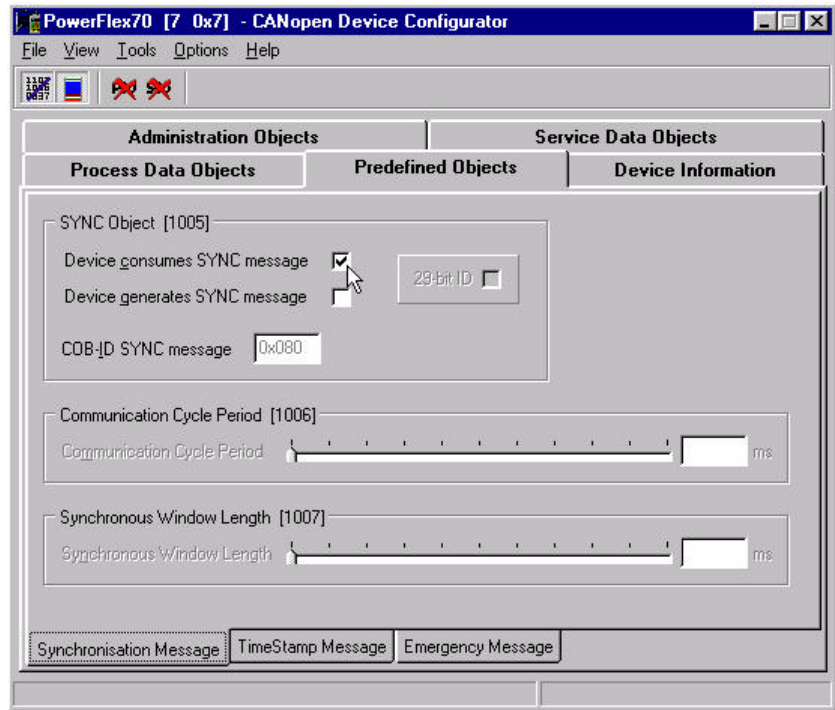 PowerFlex70 [7 0x7] - CANopen Device Configurator
File View Tools Options Help
Administration Objects Service Data Objects
Process Data Objects Predefined Objects Device Information
SYNC Object [1005]
Device consumes SYNC message
29-bit ID
Device generates SYNC message
COB-ID SYNC message 0x080
Communication Cycle Period [1006]
Communication Cycle Period ms
Synchronous Window Length [1007]
Synchronous Window Length ms
Synchronisation Message TimeStamp Message Emergency Message